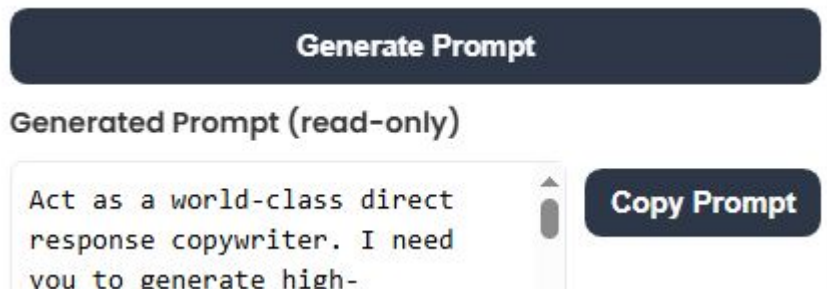 Generate Prompt
Generated Prompt (read-only)
Act as a world-class direct
Copy Prompt
response copywriter. I need
you to generate high-